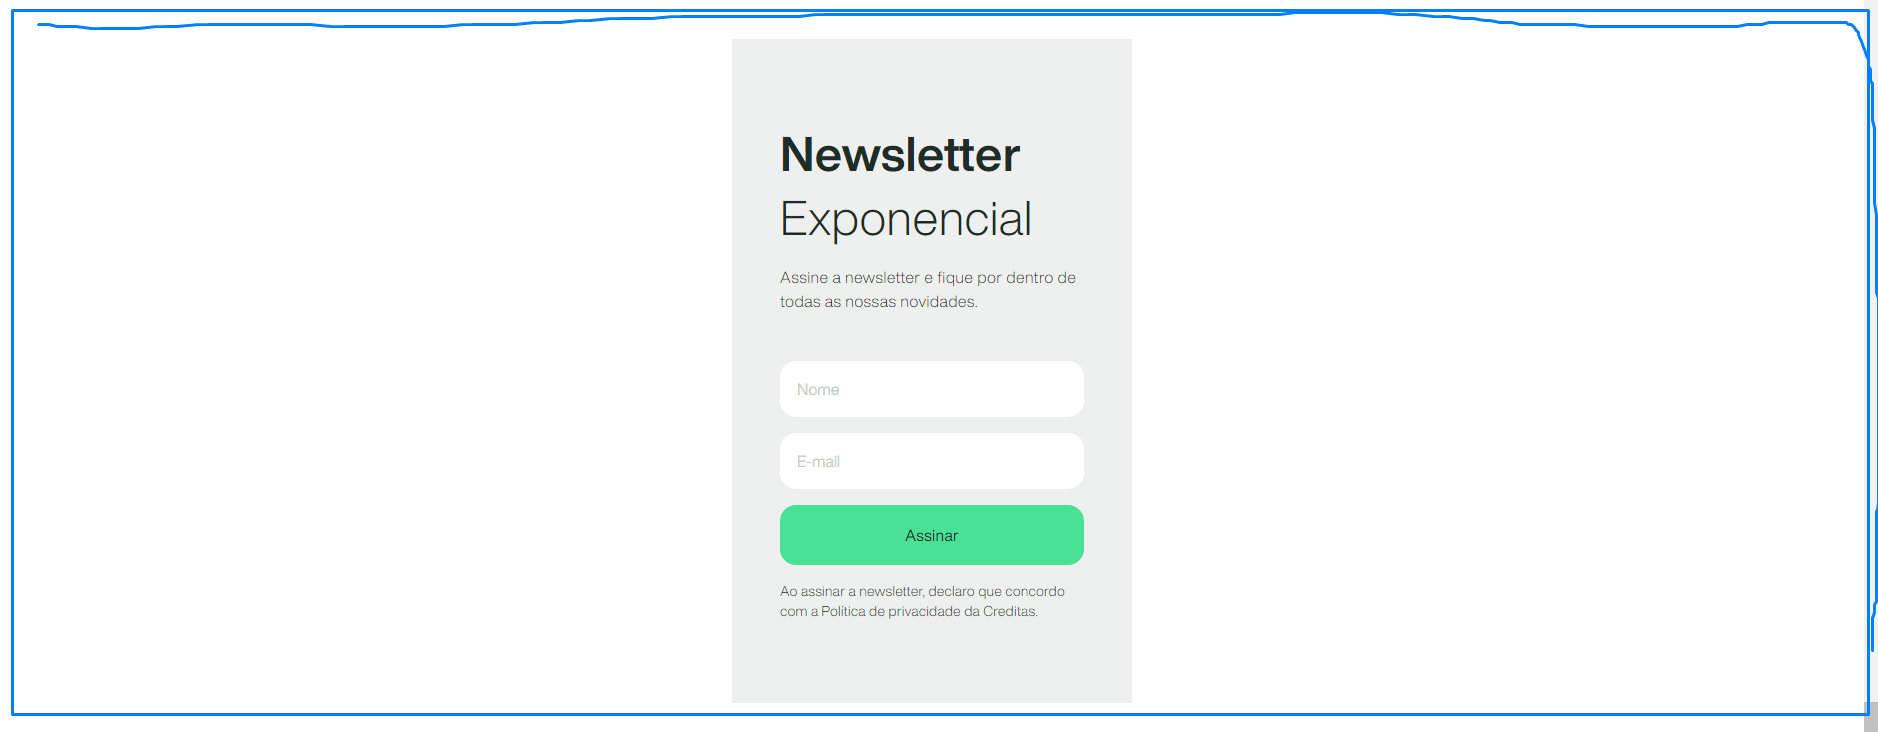 Newsletter
Exponencial
Assine a newsletter e fique por dentro de
todas as nossas novidades.
Nome
E-mail
Assinar
Ao assinar a newsletter, declaro que concordo
com a Política de privacidade da Creditas.